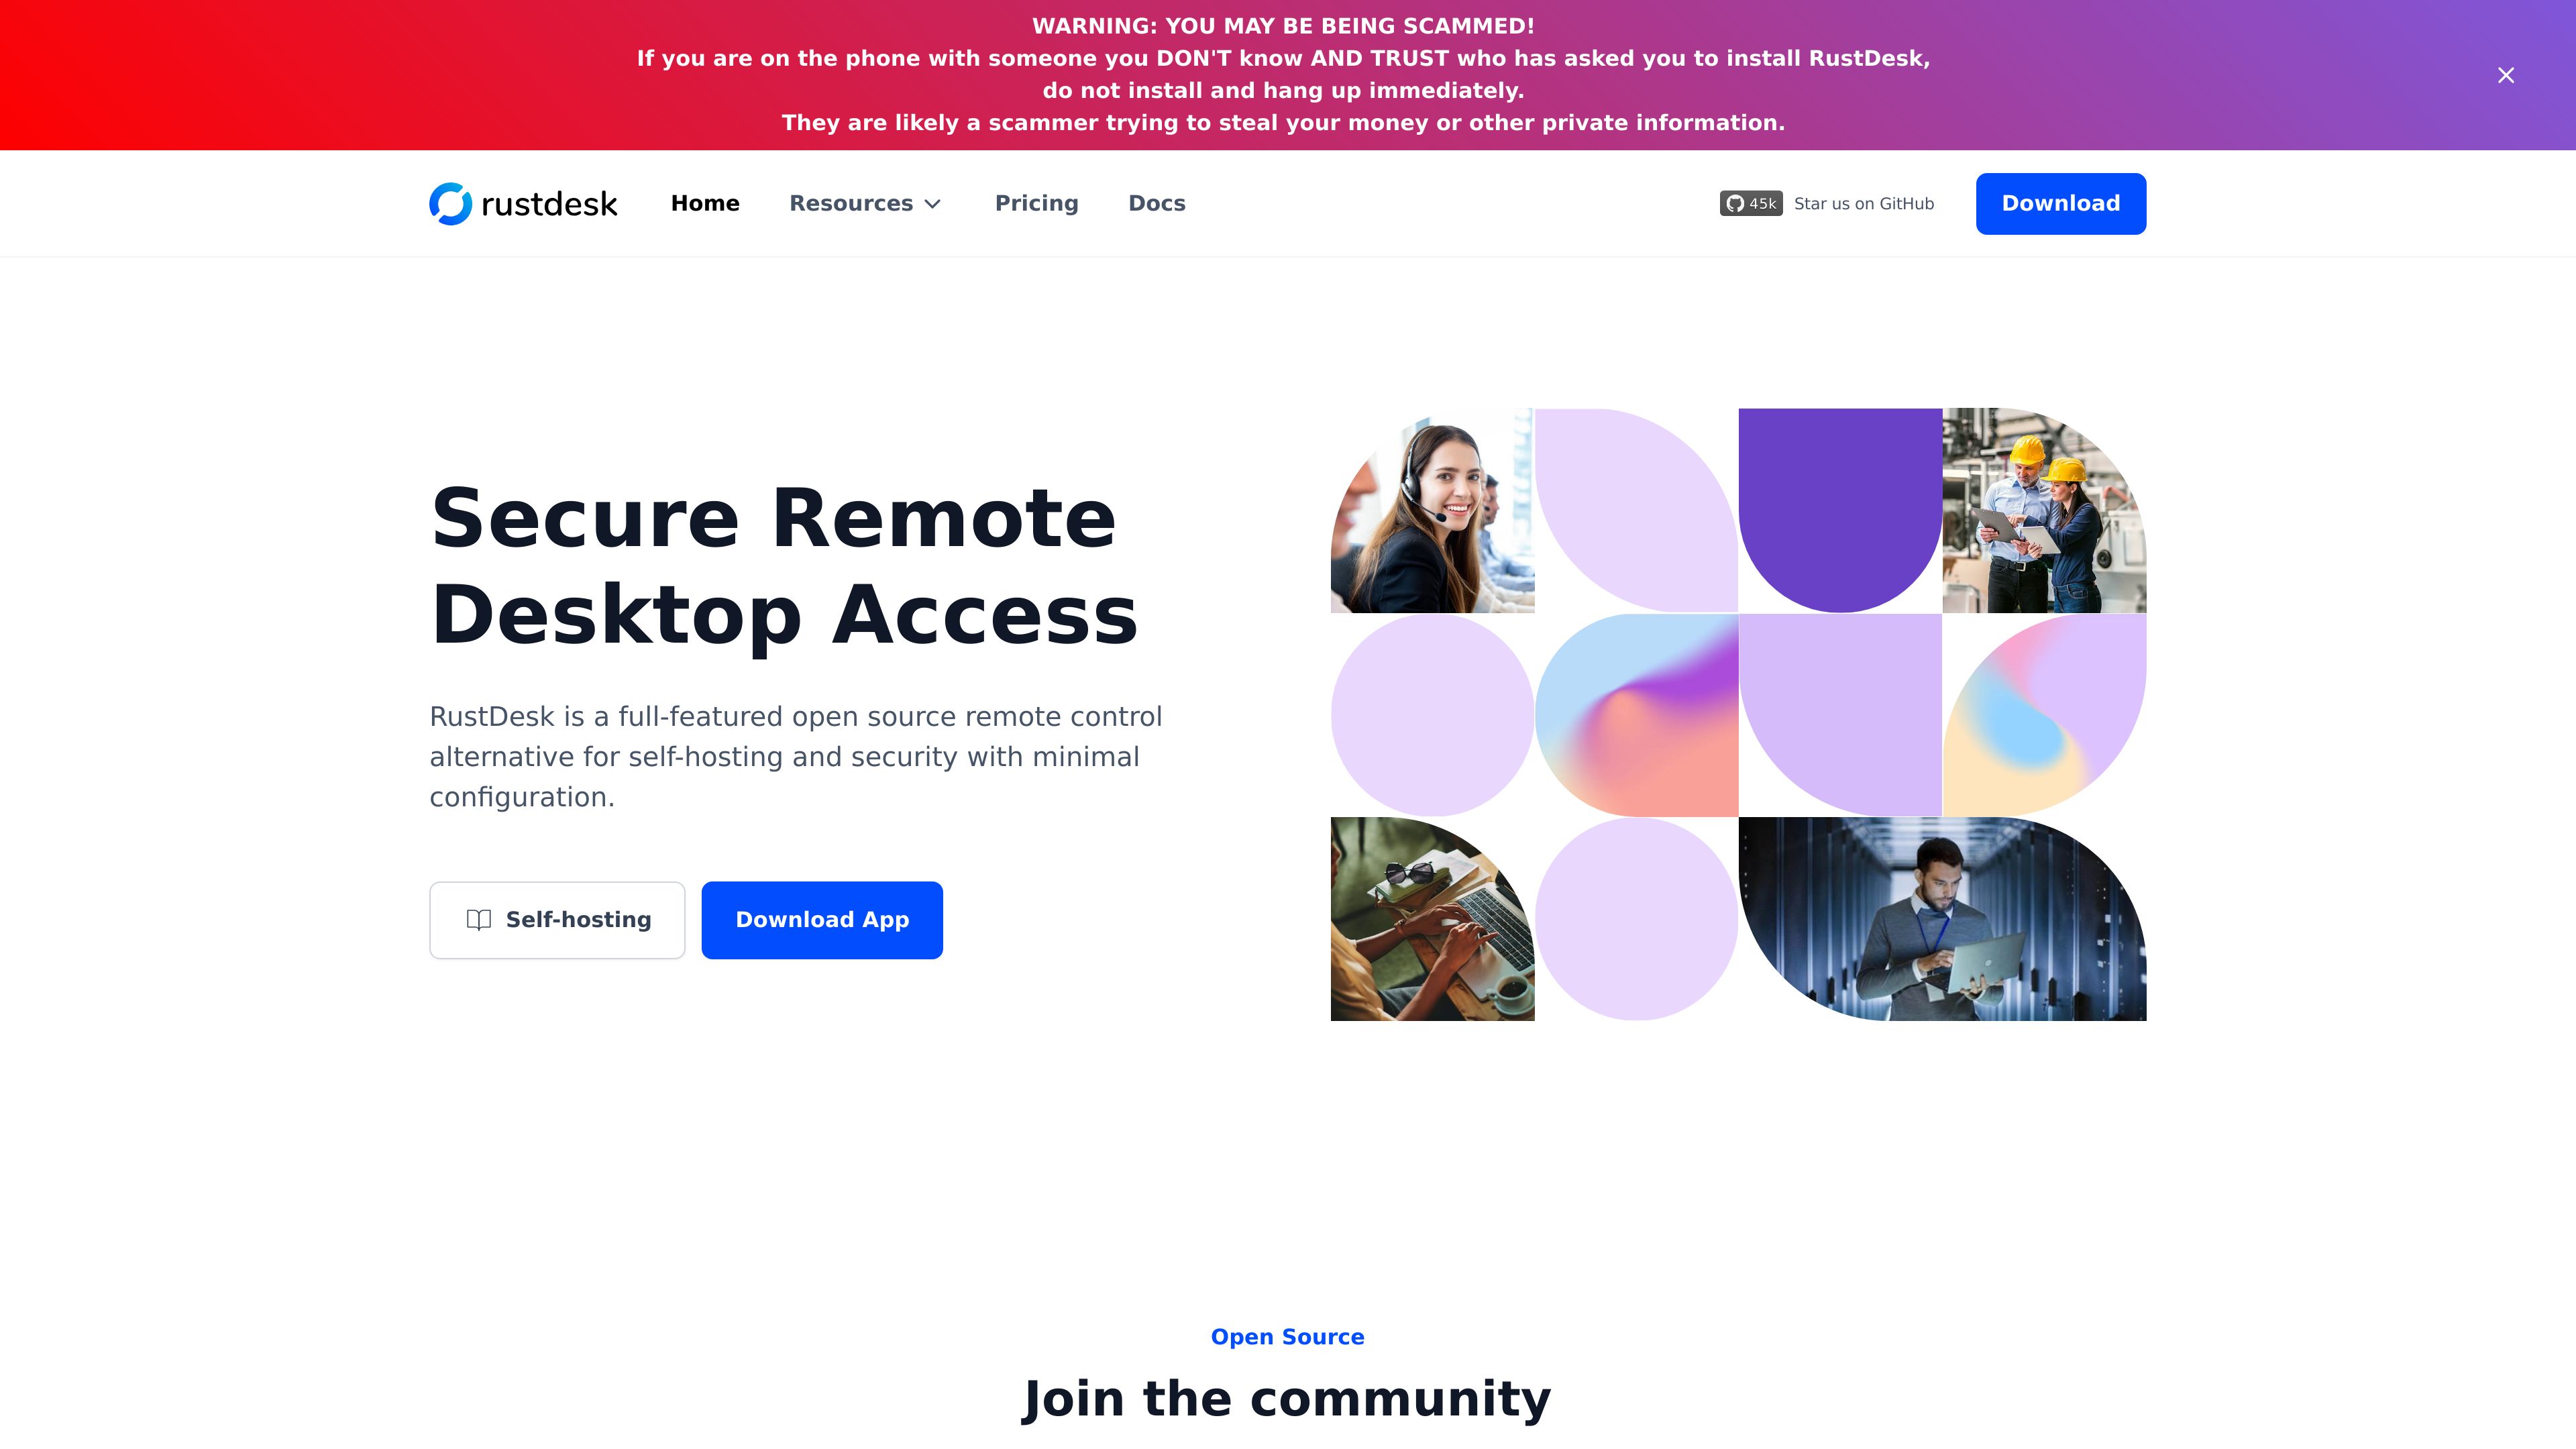 WARNING: YOU MAY BE BEING SCAMMED!
If you are on the phone with someone you DON'T know AND TRUST who has asked you to install RustDesk,
do not install and hang up immediately.
They are likely a scammer trying to steal your money or other private information.
rustdesk
Home
Resources
Pricing
Docs
45k
Star us on GitHub
Download
Secure Remote
Desktop Access
RustDesk is a full-featured open source remote control
alternative for self-hosting and security with minimal
configuration.
Self-hosting
Download App
Open Source
Join the community